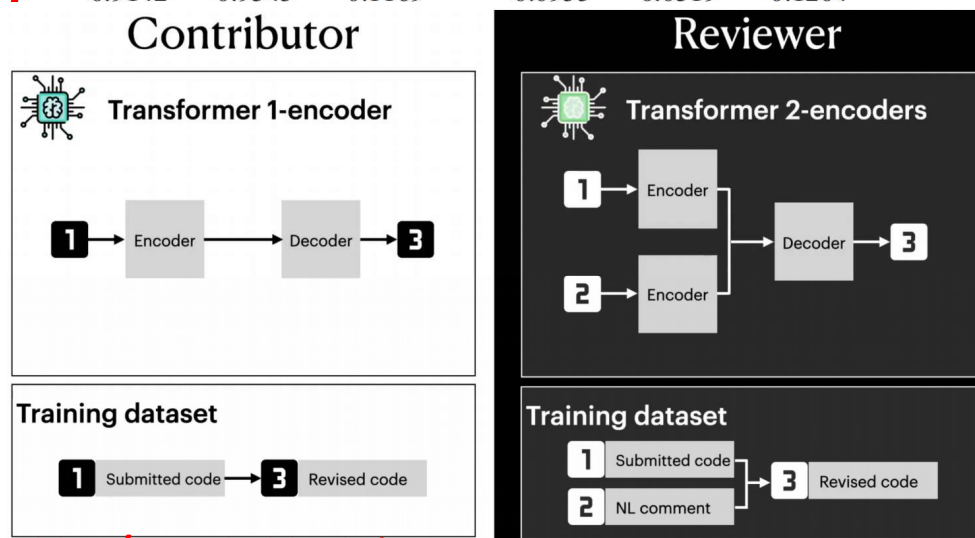 Contributor
Transformer 1-encoder
1
Encoder
Decoder
3
Training dataset
1
Submitted code
3
Revised code
Reviewer
Transformer 2-encoders
1
Encoder
2
Encoder
Decoder
3
Training dataset
1
Submitted code
2
NL comment
3
Revised code